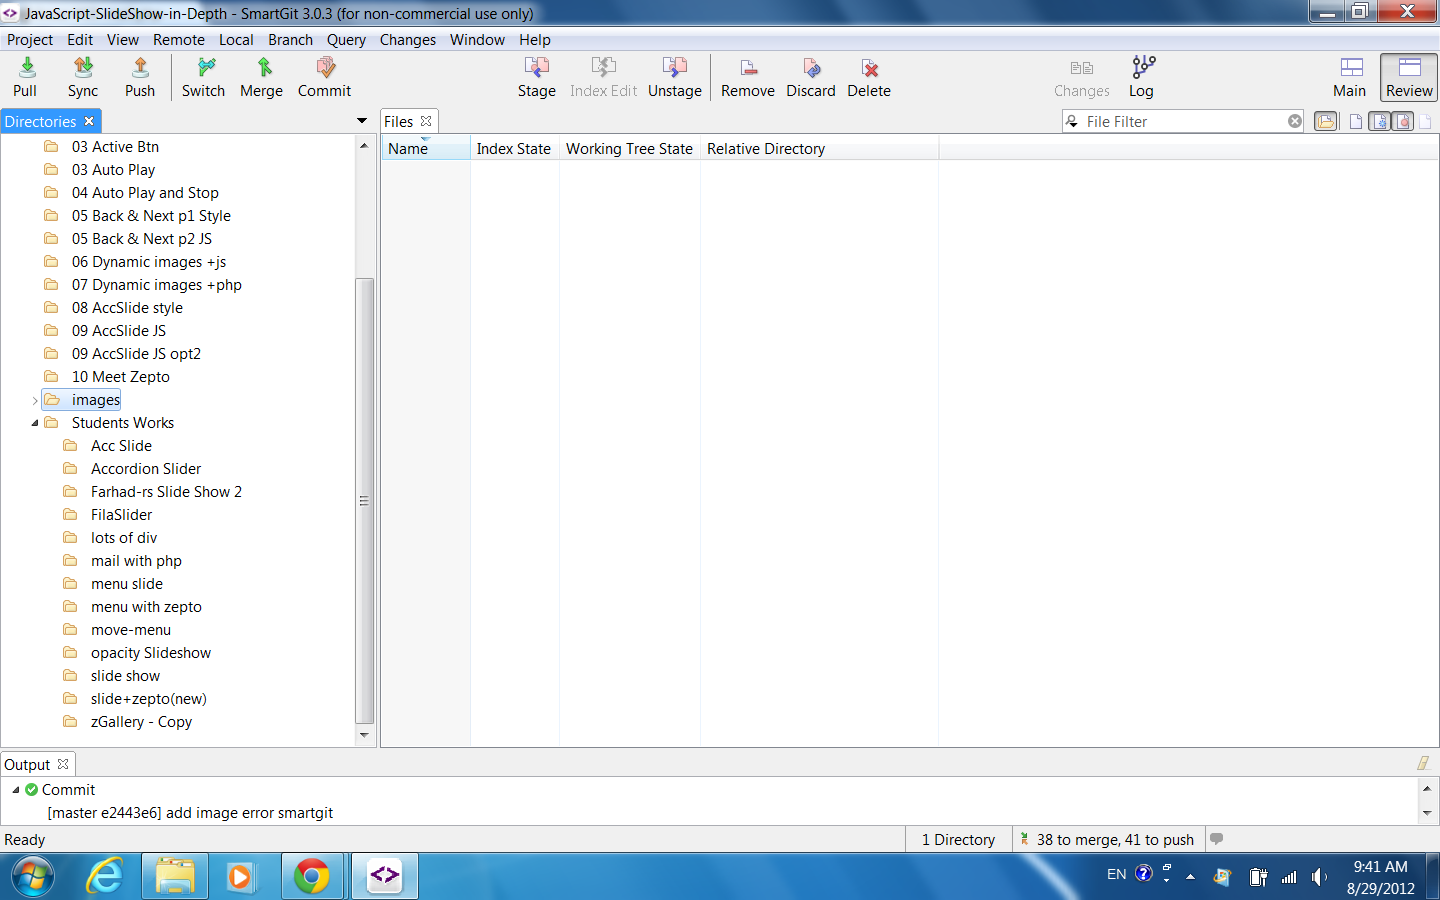 JavaScript-SlideShow-in-Depth - SmartGit 3.0.3 (for non-commercial use only)
Project Edit View Remote Local Branch Query Changes Window Help
Pull Sync Push Switch Merge Commit Stage Index Edit Unstage Remove Discard Delete Changes Log Main Review
Directories
Files
File Filter
Name Index State Working Tree State Relative Directory
03 Active Btn
03 Auto Play
04 Auto Play and Stop
05 Back & Next p1 Style
05 Back & Next p2 JS
06 Dynamic images +js
07 Dynamic images +php
08 AccSlide style
09 AccSlide JS
09 AccSlide JS opt2
10 Meet Zepto
images
Students Works
Acc Slide
Accordion Slider
Farhad-rs Slide Show 2
FilaSlider
lots of div
mail with php
menu slide
menu with zepto
move-menu
opacity Slideshow
slide show
slide+zepto(new)
zGallery - Copy
Output
Commit
[master e2443e6] add image error smartgit
Ready
1 Directory
38 to merge, 41 to push
EN
9:41 AM
8/29/2012